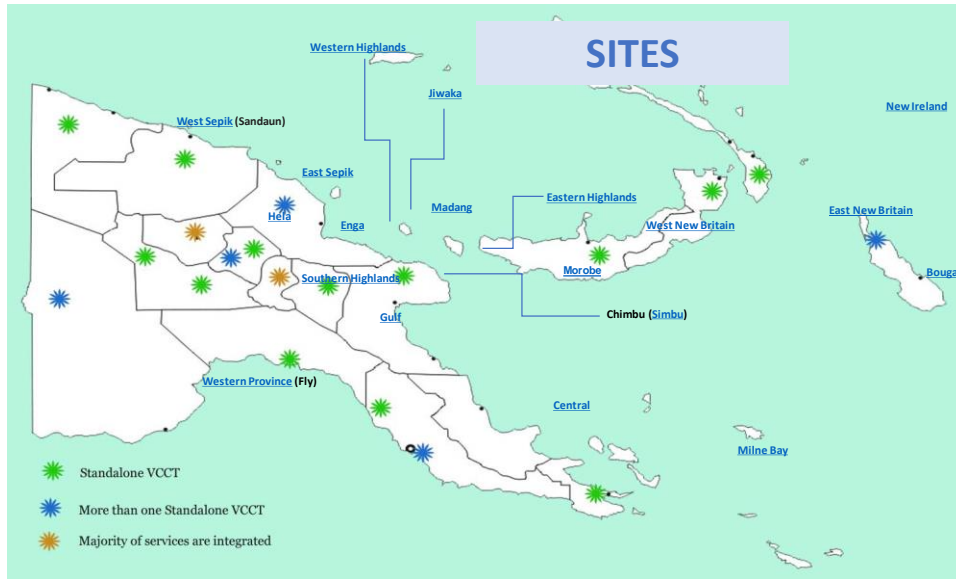 SITES
Western Highlands
Jiwaka
New Ireland
West Sepik (Sandaun)
East Sepik
Madang
Eastern Highlands
East New Britain
Hela
Enga
West New Britain
Southern Highlands
Morobe
Bouga
Gulf
Chimbu (Simbu)
Western Province (Fly)
Central
Milne Bay
Standalone VCCT
More than one Standalone VCCT
Majority of services are integrated